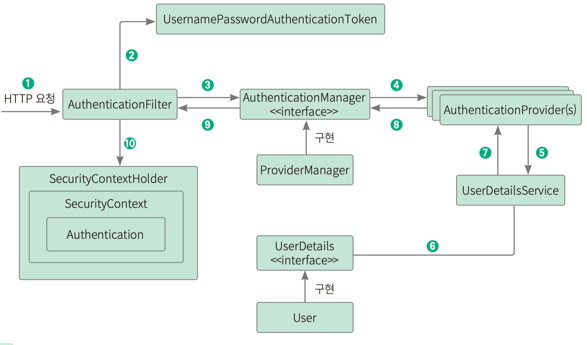 UsernamePasswordAuthenticationToken
2
1
HTTP 요청
3
4
AuthenticationFilter
AuthenticationManager
<<interface>>
AuthenticationProvider(s)
9
8
10
구현
7
5
SecurityContextHolder
SecurityContext
Authentication
ProviderManager
UserDetailsService
UserDetails
<<interface>>
6
구현
User